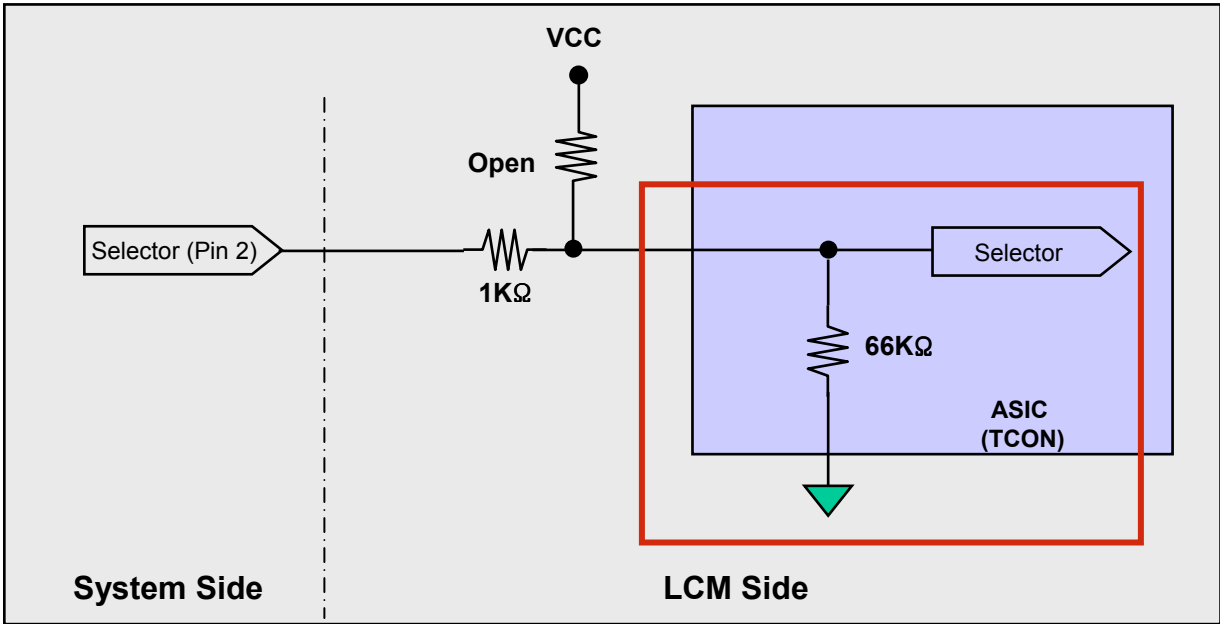 VCC
Open
Selector (Pin 2)
Selector
1KΩ
66KΩ
ASIC
(TCON)
System Side
LCM Side